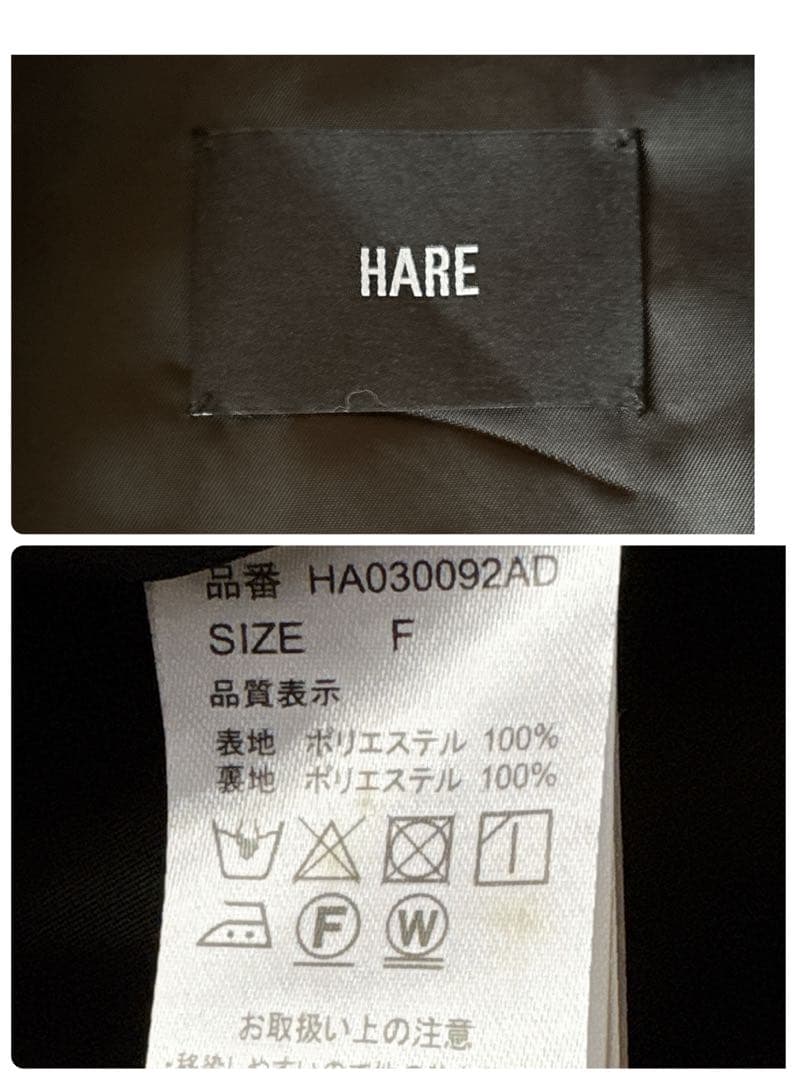 HARE
品番 HA030092AD
SIZE F
品質表示
表地 ポリエステル 100%
裏地 ポリエステル 100%
F W
お取扱い上の注意